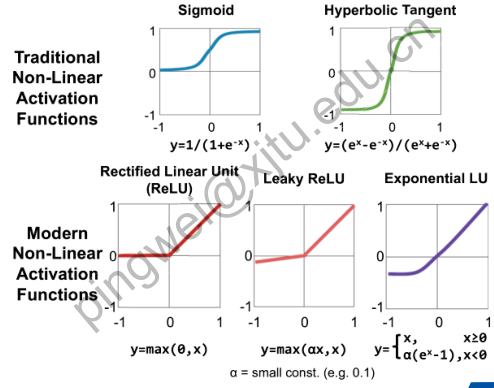 Sigmoid
Hyperbolic Tangent
Traditional
Non-Linear
Activation
Functions
1
0
-1
-1 0 1
y=1/(1+e⁻ˣ)
1
0
-1
-1 0 1
y=(eˣ-e⁻ˣ)/(eˣ+e⁻ˣ)
Rectified Linear Unit
(ReLU)
Leaky ReLU
Exponential LU
Modern
Non-Linear
Activation
Functions
1
0
-1
-1 0 1
y=max(0,x)
1
0
-1
-1 0 1
y=max(αx,x)
1
0
-1
-1 0 1
y={x, x≥0
α(eˣ-1),x<0
α = small const. (e.g. 0.1)
pingwei@xjtu.edu.cn